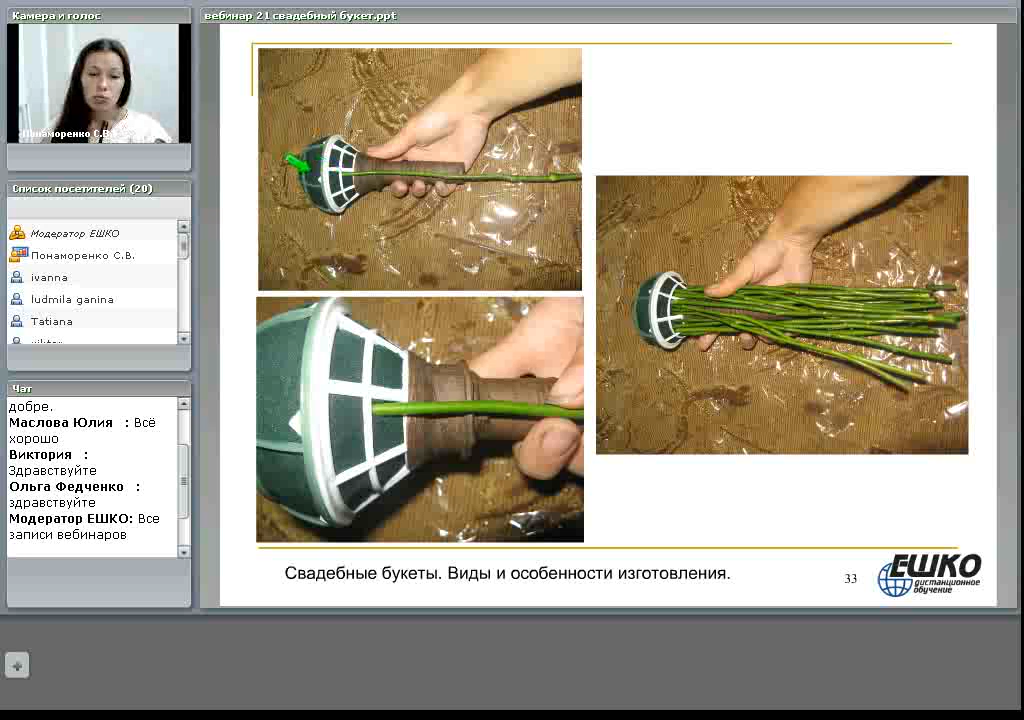 Камера и голос
Понаморенко С.В.
Список посетителей (20)
Модератор ЕШКО
Понаморенко С.В.
ivanna
ludmila ganina
Tatiana
Чат
добре.
Маслова Юлия : Всё
хорошо
Виктория :
Здравствуйте
Ольга Федченко :
здравствуйте
Модератор ЕШКО: Все
записи вебинаров
вебинар 21 свадебный букет.ppt
Свадебные букеты. Виды и особенности изготовления.
33
ЕШКО
дистанционное
обучение